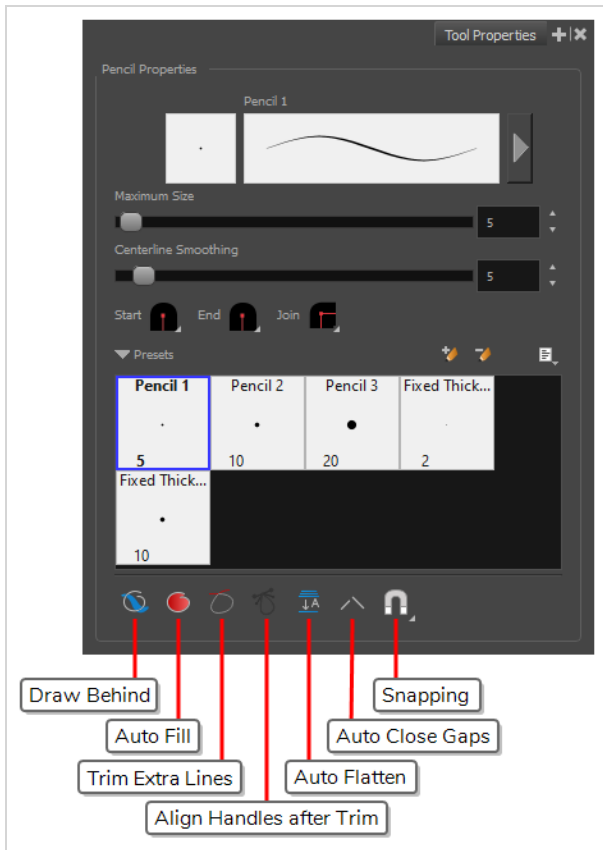 Tool Properties
Pencil Properties
Pencil 1
Maximum Size
5
Centerline Smoothing
5
Start End Join
Presets
Pencil 1 Pencil 2 Pencil 3 Fixed Thick...
5 10 20 2
Fixed Thick...
10
A
Draw Behind Snapping
Auto Fill Auto Close Gaps
Trim Extra Lines Auto Flatten
Align Handles after Trim